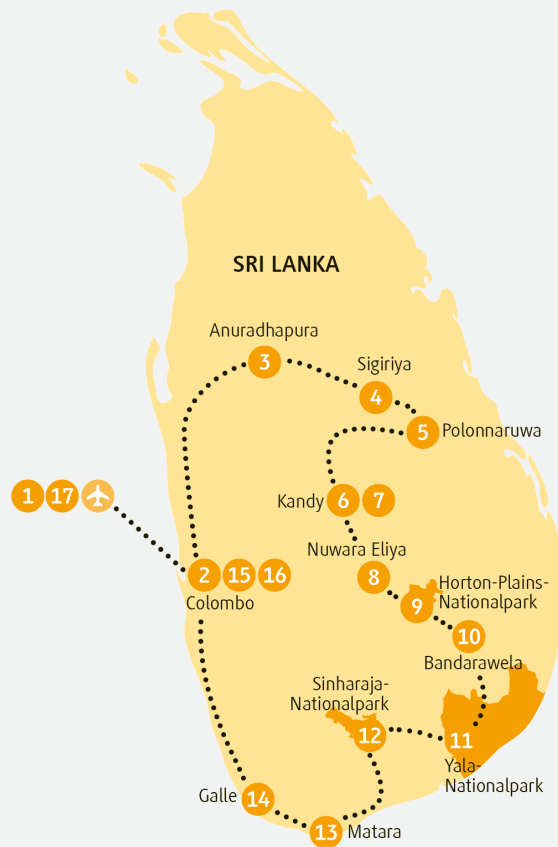 SRI LANKA
Anuradhapura
3
Sigiriya
4
5 Polonnaruwa
1 17
Kandy 6 7
Nuwara Eliya
8
2 15 16
Colombo
Horton-Plains-
Nationalpark
9
10
Bandarawela
Sinharaja-
Nationalpark
12
11
Yala-
Nationalpark
Galle 14
13 Matara